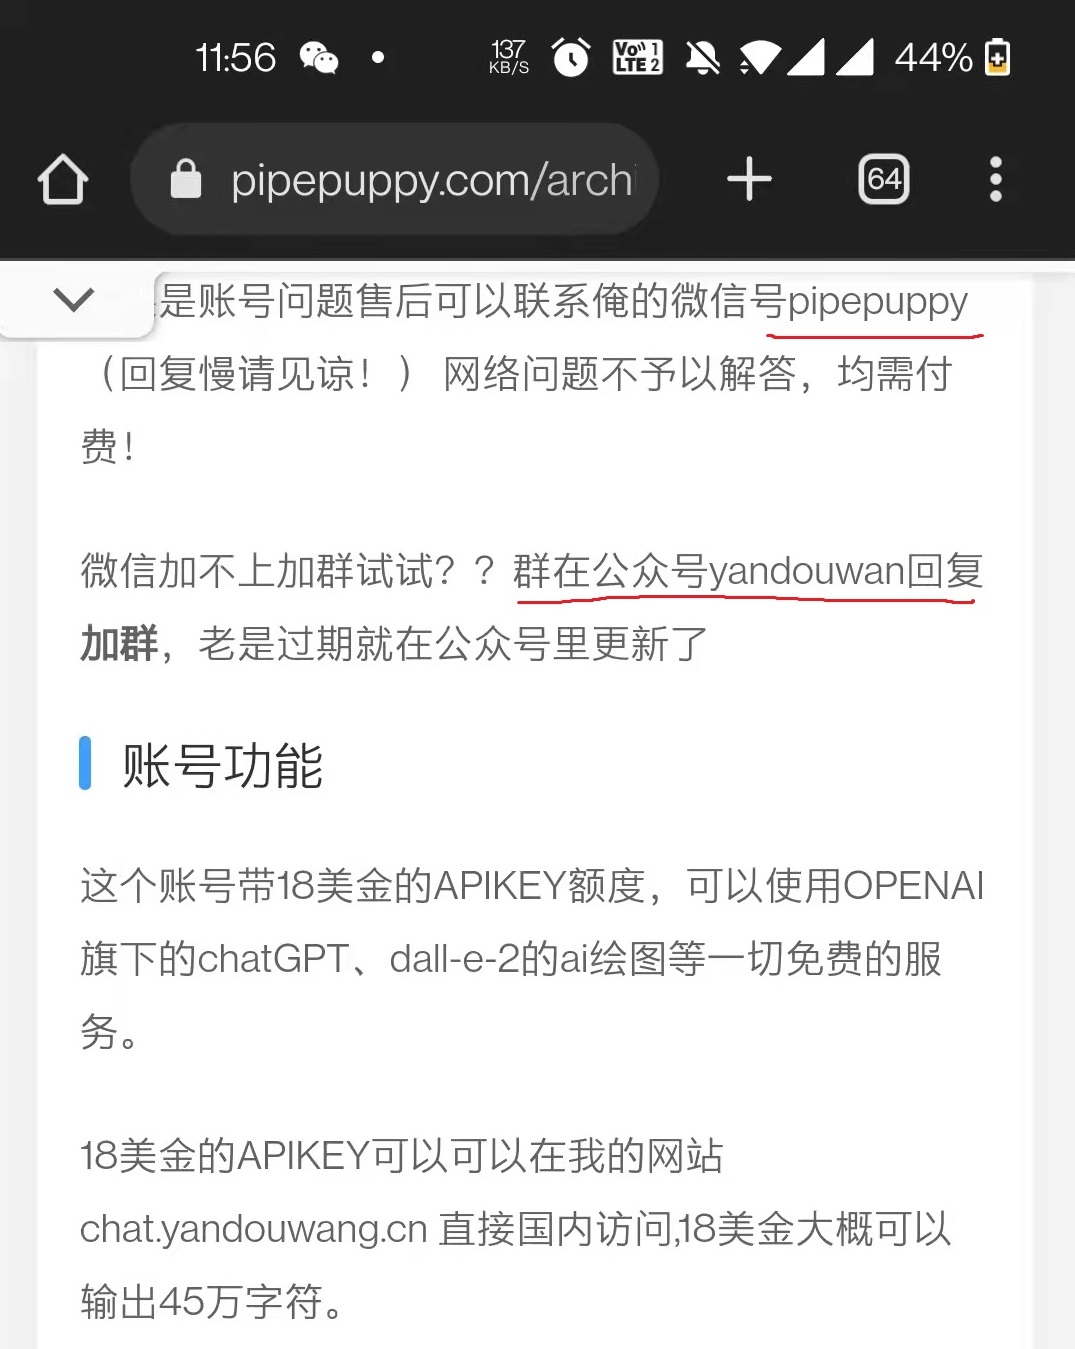 11:56
137 KB/S
Vo 1 LTE 2
44%
pipepuppy.com/arch
64
是账号问题售后可以联系俺的微信号pipepuppy
（回复慢请见谅！） 网络问题不予以解答，均需付
费！
微信加不上加群试试？？群在公众号yandouwan回复
加群，老是过期就在公众号里更新了
账号功能
这个账号带18美金的APIKEY额度，可以使用OPENAI
旗下的chatGPT、dall-e-2的ai绘图等一切免费的服
务。
18美金的APIKEY可以可以在我的网站
chat.yandouwang.cn 直接国内访问,18美金大概可以
输出45万字符。